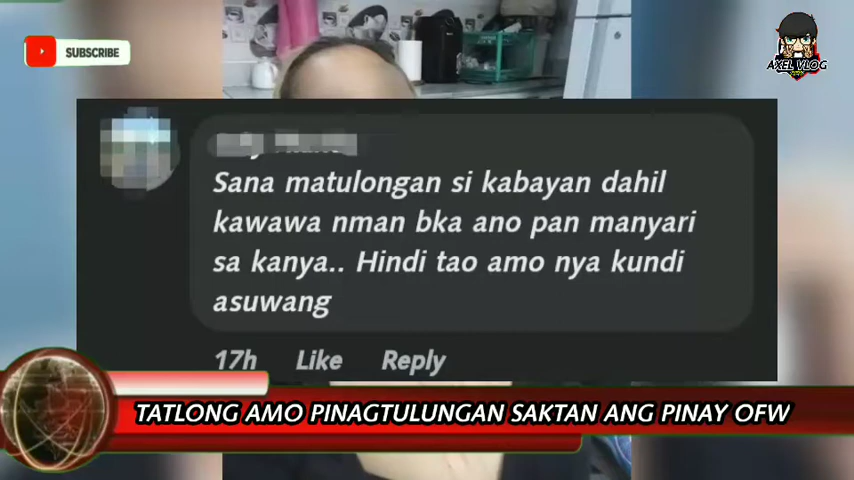 SUBSCRIBE
AXEL VLOG
Sana matulongan si kabayan dahil
kawawa nman bka ano pan manyari
sa kanya.. Hindi tao amo nya kundi
asuwang
17h Like Reply
TATLONG AMO PINAGTULUNGAN SAKTAN ANG PINAY OFW